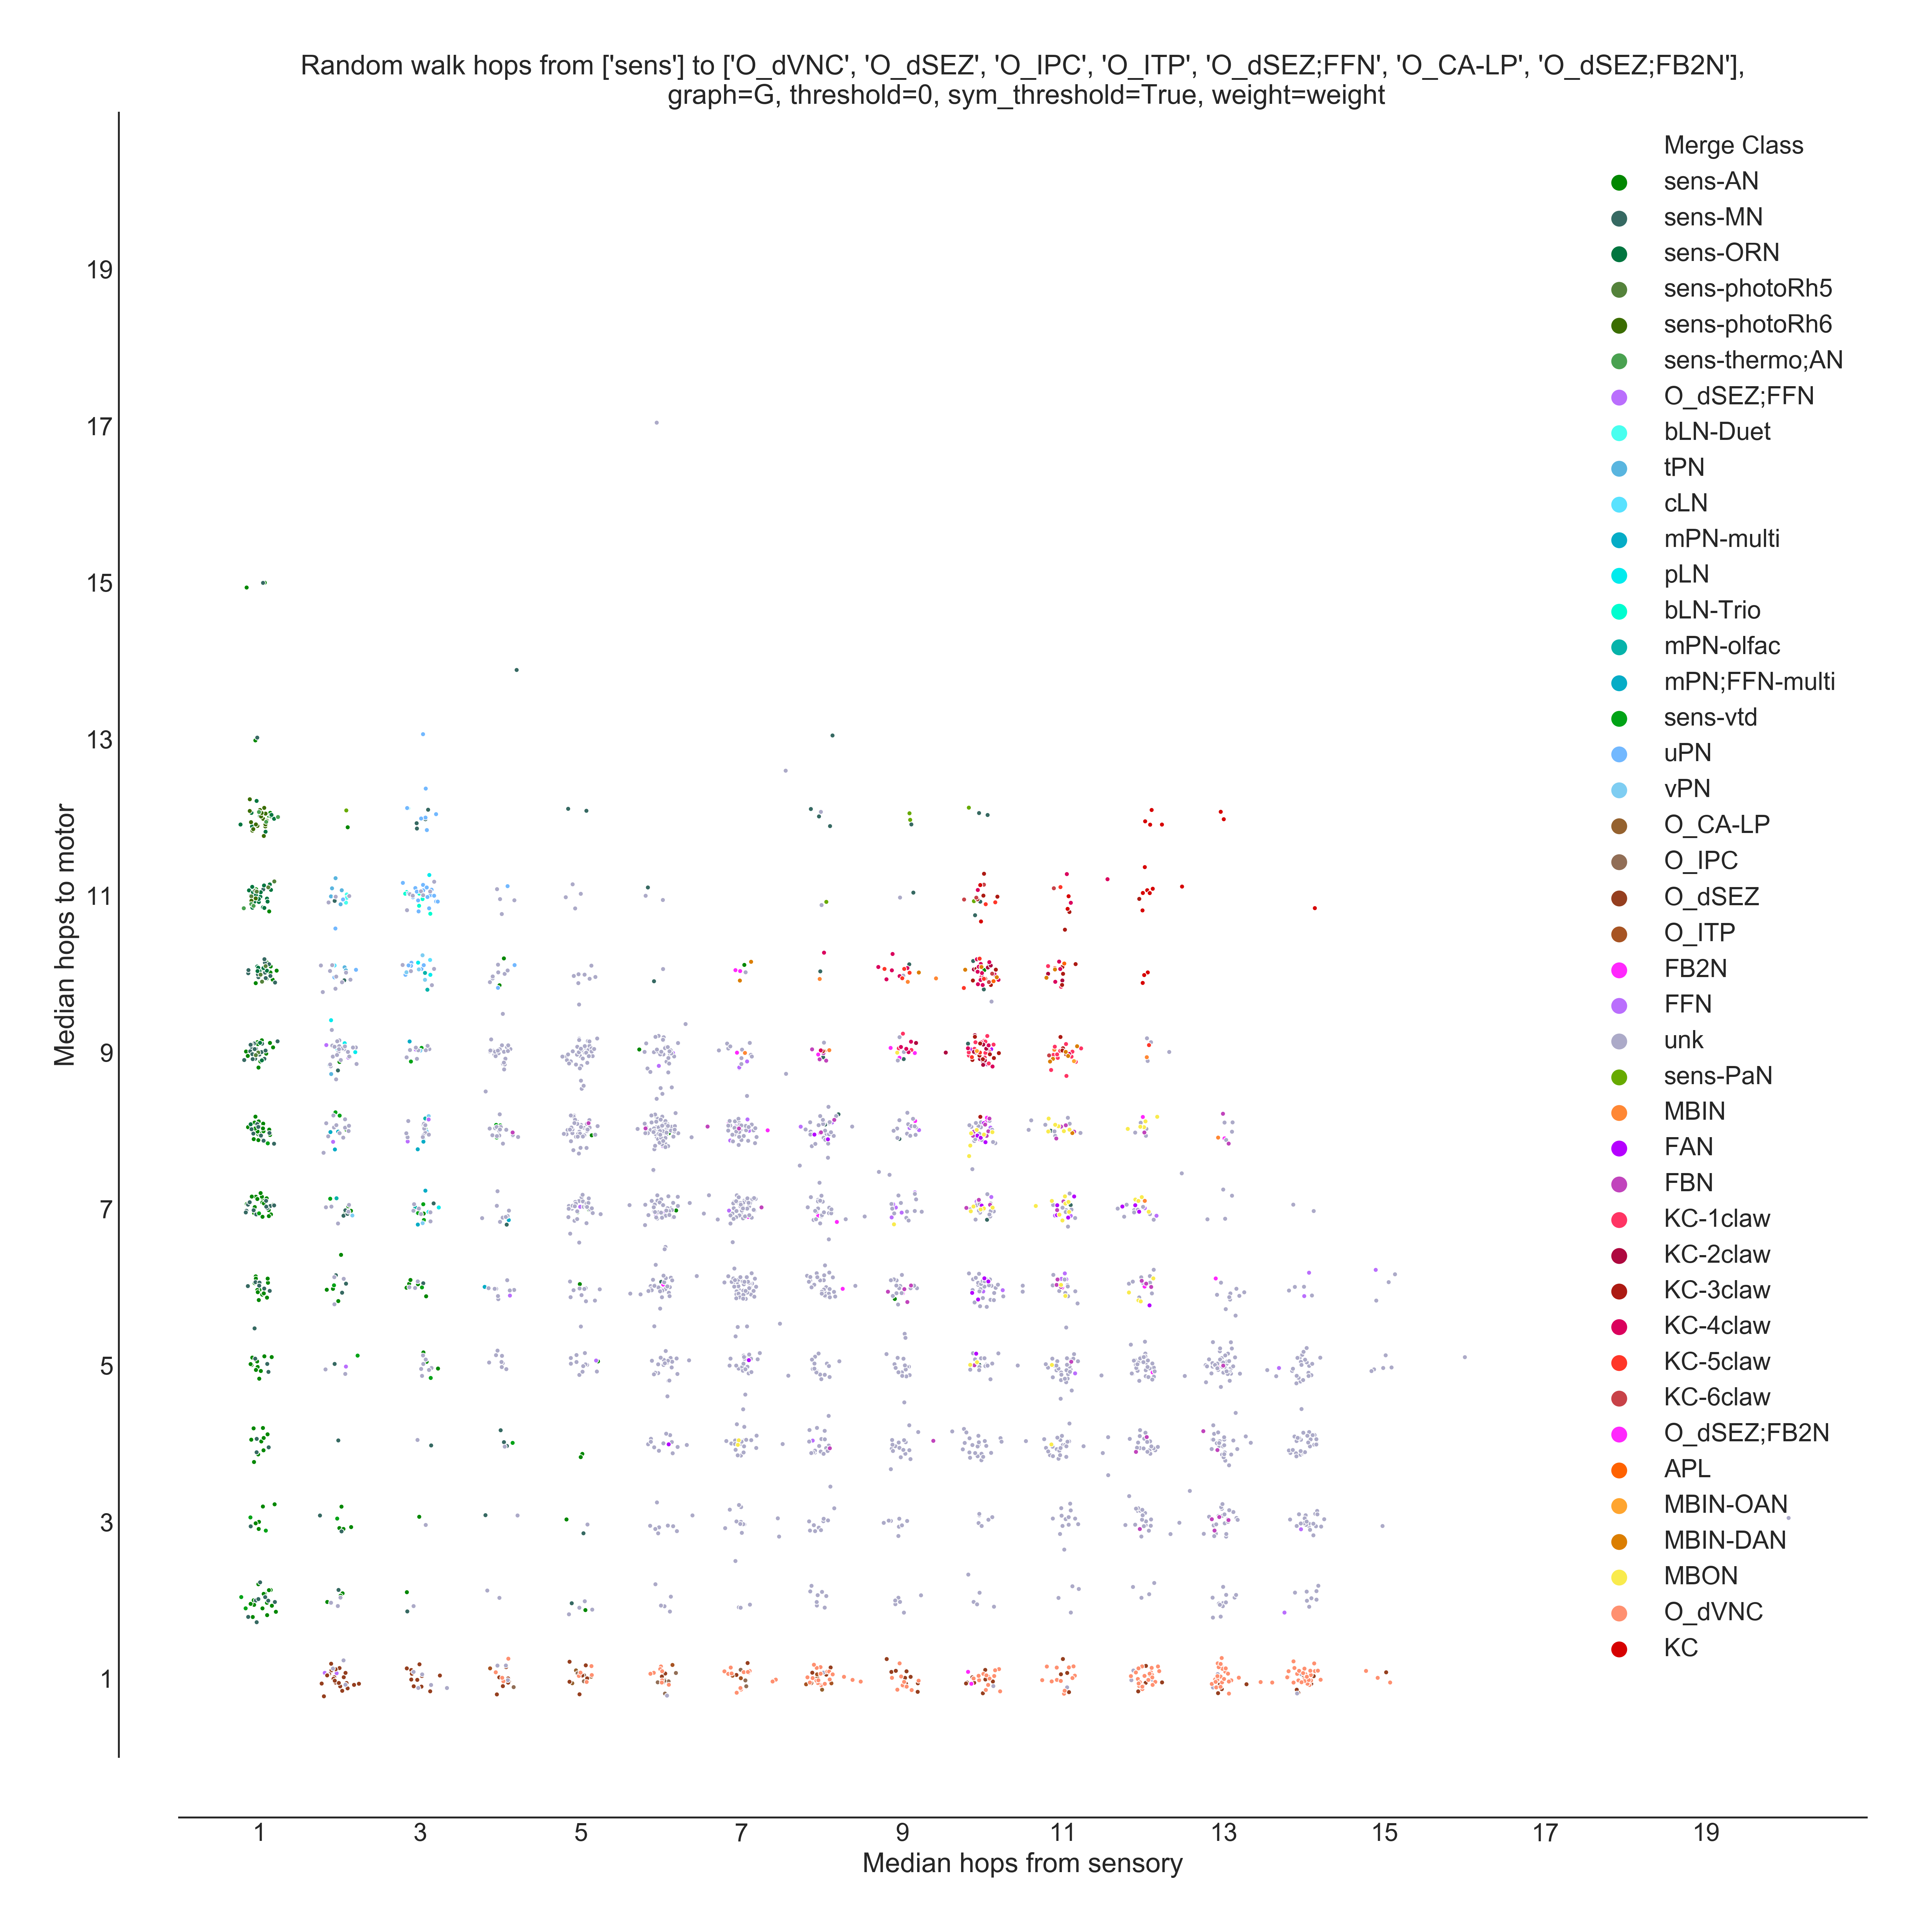 Random walk hops from ['sens'] to ['O_dVNC', 'O_dSEZ', 'O_IPC', 'O_ITP', 'O_dSEZ;FFN', 'O_CA-LP', 'O_dSEZ;FB2N'],
graph=G, threshold=0, sym_threshold=True, weight=weight
Median hops to motor
19
17
15
13
11
9
7
5
3
1
1 3 5 7 9 11 13 15 17 19
Median hops from sensory
Merge Class
sens-AN
sens-MN
sens-ORN
sens-photoRh5
sens-photoRh6
sens-thermo;AN
O_dSEZ;FFN
bLN-Duet
tPN
cLN
mPN-multi
pLN
bLN-Trio
mPN-olfac
mPN;FFN-multi
sens-vtd
uPN
vPN
O_CA-LP
O_IPC
O_dSEZ
O_ITP
FB2N
FFN
unk
sens-PaN
MBIN
FAN
FBN
KC-1claw
KC-2claw
KC-3claw
KC-4claw
KC-5claw
KC-6claw
O_dSEZ;FB2N
APL
MBIN-OAN
MBIN-DAN
MBON
O_dVNC
KC